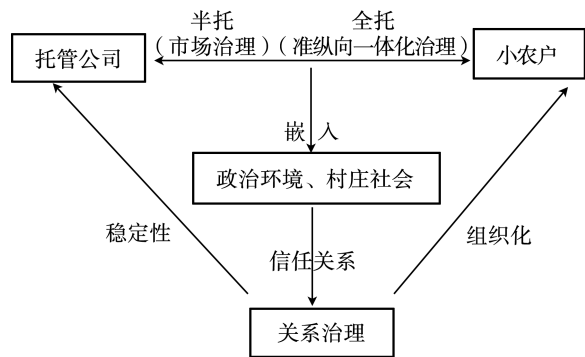 半托
全托
托管公司
(市场治理)(准纵向一体化治理)
小农户
嵌入
政治环境、村庄社会
稳定性
信任关系
组织化
关系治理